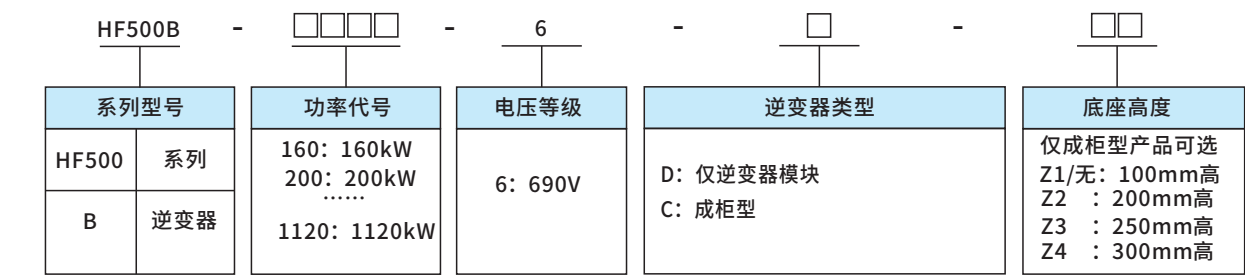 HF500B - □□□□ - 6 - □ - □□
系列型号
HF500 系列
B 逆变器
功率代号
160：160kW
200：200kW
……
1120：1120kW
电压等级
6：690V
逆变器类型
D：仅逆变器模块
C：成柜型
底座高度
仅成柜型产品可选
Z1/无：100mm高
Z2 ：200mm高
Z3 ：250mm高
Z4 ：300mm高